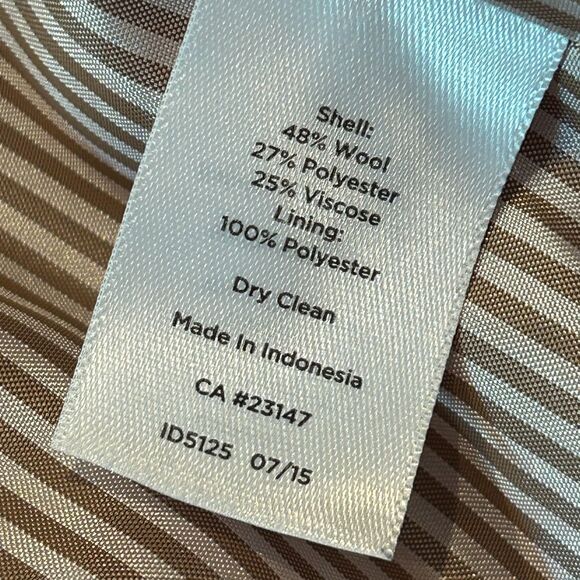 Shell:
48% Wool
27% Polyester
25% Viscose
Lining:
100% Polyester
Dry Clean
Made In Indonesia
CA #23147
ID5125 07/15